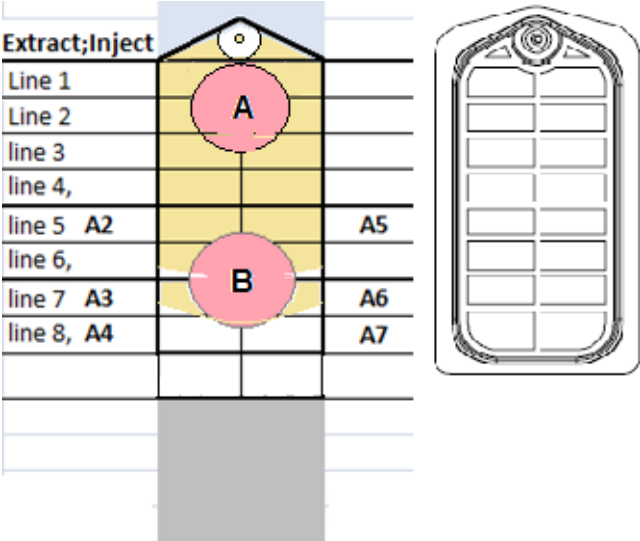 Extract;Inject
Line 1
Line 2 A
line 3
line 4,
line 5 A2 A5
line 6, B
line 7 A3 A6
line 8, A4 A7